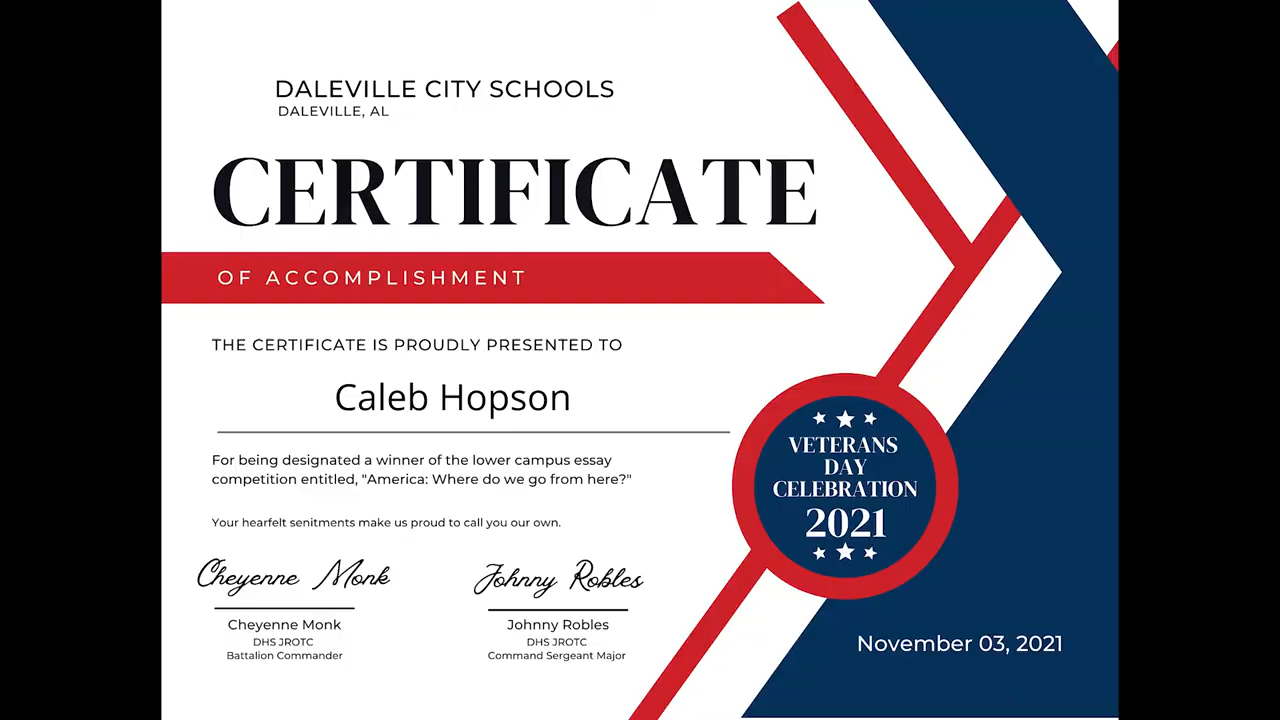 DALEVILLE CITY SCHOOLS
DALEVILLE, AL
CERTIFICATE
OF ACCOMPLISHMENT
THE CERTIFICATE IS PROUDLY PRESENTED TO
Caleb Hopson
For being designated a winner of the lower campus essay
competition entitled, "America: Where do we go from here?"
Your hearfelt senitments make us proud to call you our own.
Cheyenne Monk
Cheyenne Monk
DHS JROTC
Battalion Commander
Johnny Robles
Johnny Robles
DHS JROTC
Command Sergeant Major
VETERANS
DAY
CELEBRATION
2021
November 03, 2021